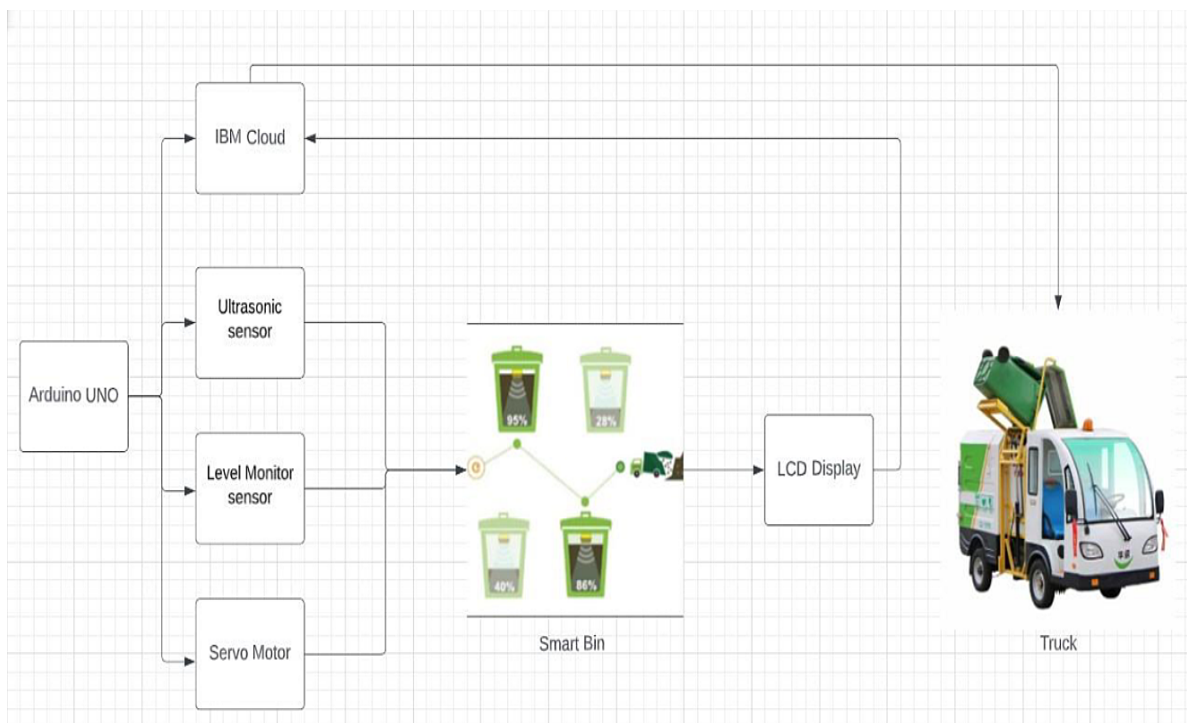 IBM Cloud
Ultrasonic
sensor
Arduino UNO
Level Monitor
sensor
Servo Motor
95%
28%
40%
86%
Smart Bin
LCD Display
Truck